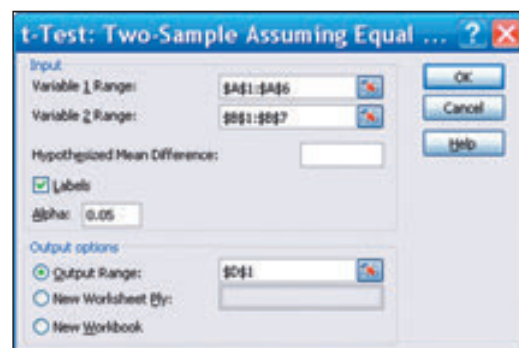 t-Test: Two-Sample Assuming Equal ...
Input
Variable 1 Range: $A$1:$A$6
Variable 2 Range: $B$1:$B$7
Hypothesized Mean Difference:
Labels
Alpha: 0.05
Output options
Output Range: $D$1
New Worksheet Ply:
New Workbook
OK
Cancel
Help